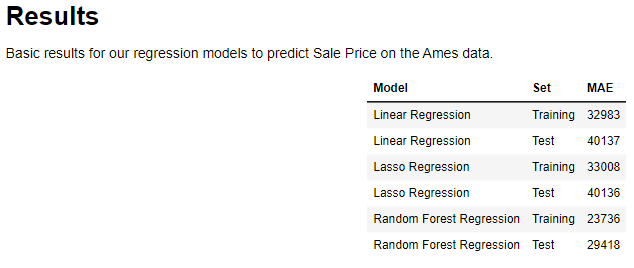 Results
Basic results for our regression models to predict Sale Price on the Ames data.
Model Set MAE
Linear Regression Training 32983
Linear Regression Test 40137
Lasso Regression Training 33008
Lasso Regression Test 40136
Random Forest Regression Training 23736
Random Forest Regression Test 29418